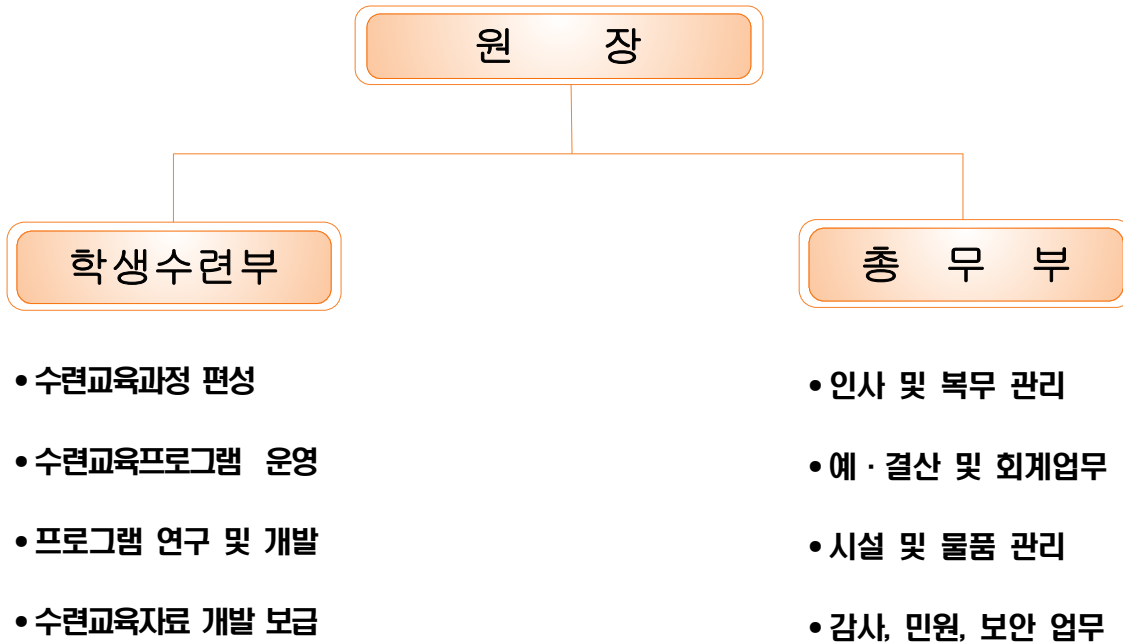 원 장
학생수련부
• 수련교육과정 편성
• 수련교육프로그램 운영
• 프로그램 연구 및 개발
• 수련교육자료 개발 보급
총 무 부
• 인사 및 복무 관리
• 예 · 결산 및 회계업무
• 시설 및 물품 관리
• 감사, 민원, 보안 업무